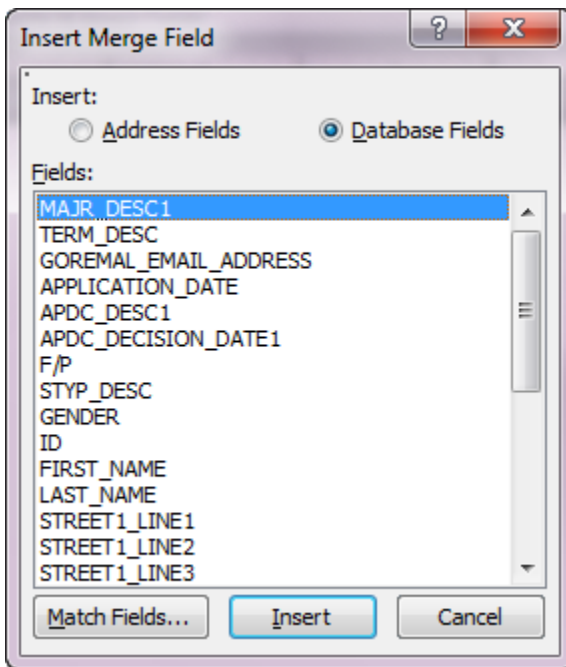 Insert Merge Field
Insert:
Address Fields Database Fields
Fields:
MAJR_DESC1
TERM_DESC
GOREMAL_EMAIL_ADDRESS
APPLICATION_DATE
APDC_DESC1
APDC_DECISION_DATE1
F/P
STYP_DESC
GENDER
ID
FIRST_NAME
LAST_NAME
STREET1_LINE1
STREET1_LINE2
STREET1_LINE3
Match Fields... Insert Cancel